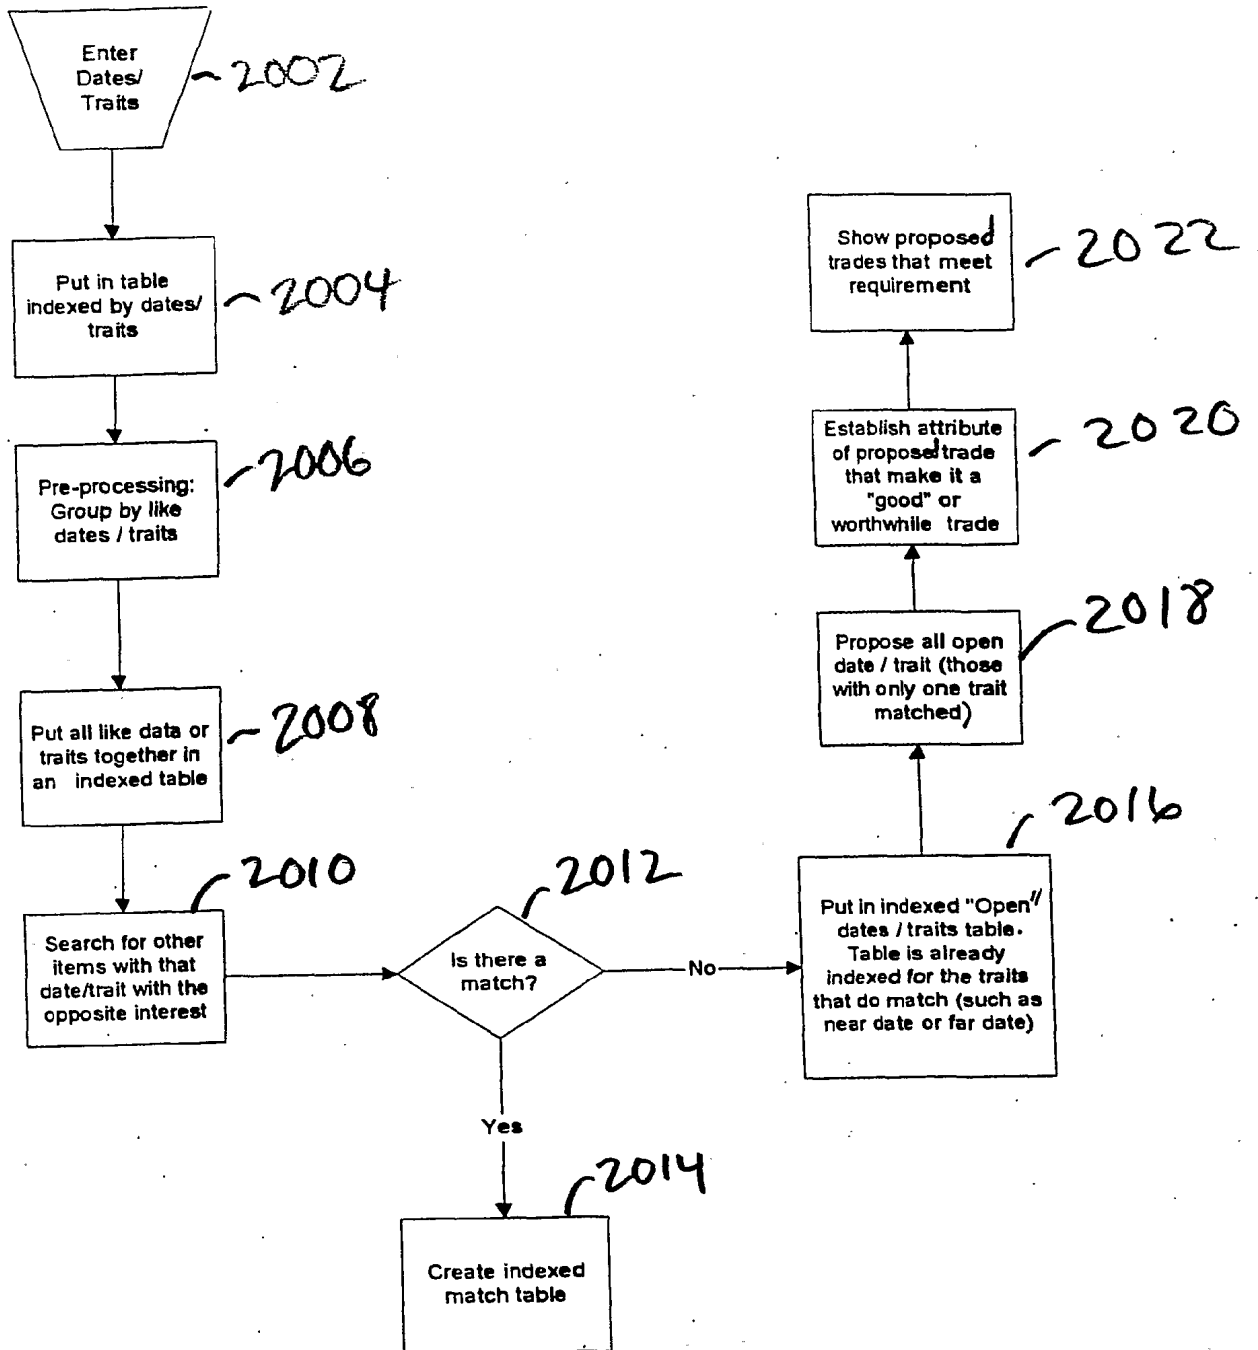 Enter
Dates/
Traits
2002
Put in table
indexed by dates/
traits
2004
Pre-processing:
Group by like
dates / traits
2006
Put all like data or
traits together in
an indexed table
2008
Search for other
items with that
date/trait with the
opposite interest
2010
Is there a
match?
2012
Yes
Create indexed
match table
2014
No
Put in indexed "Open"
dates / traits table.
Table is already
indexed for the traits
that do match (such as
near date or far date)
2016
Propose all open
date / trait (those
with only one trait
matched)
2018
Establish attribute
of proposed trade
that make it a
"good" or
worthwhile trade
2020
Show proposed
trades that meet
requirement
2022